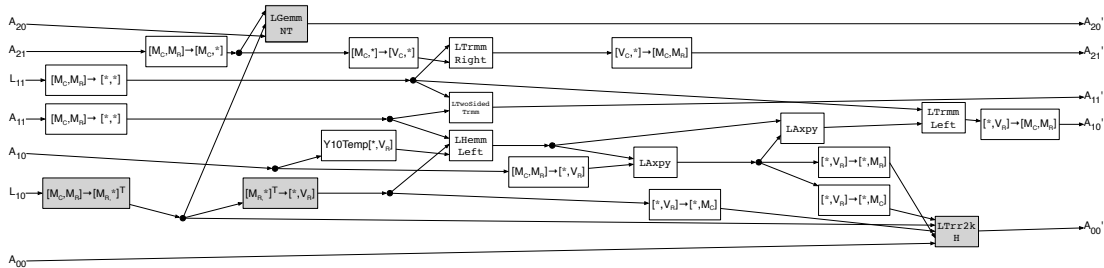 A20
LGemm
NT
A20'
A21
[MC,MR]→[MC,*]
[MC,*]→[VC,*]
LTrmm
Right
[VC,*]→[MC,MR]
A21'
L11
[MC,MR]→ [*,*]
LTwoSided
Trmm
A11'
A11
[MC,MR]→ [*,*]
LTrmm
Left
[*,VR]→[MC,MR]
A10'
Y10Temp[*,VR]
LHemm
Left
LAxpy
A10
[MC,MR]→[*,VR]
LAxpy
[*,VR]→[*,MR]
L10
[MC,MR]→[MR,*]T
[MR,*]T→[*,VR]
[*,VR]→[*,MC]
[*,VR]→[*,MC]
LTrr2k
H
A00'
A00